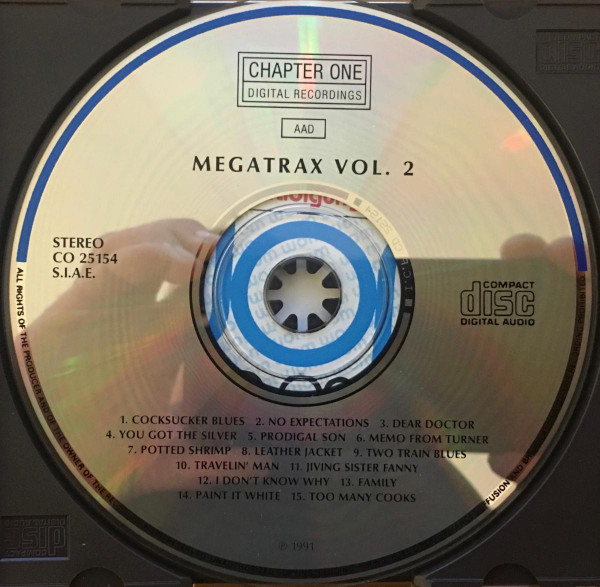 CHAPTER ONE
DIGITAL RECORDINGS
AAD
MEGATRAX VOL. 2
STEREO
CO 25154
S.I.A.E.
COMPACT
disc
DIGITAL AUDIO
ALL RIGHTS OF THE PRODUCER AND OF THE OWNER OF THE REC
1. COCKSUCKER BLUES 2. NO EXPECTATIONS 3. DEAR DOCTOR
4. YOU GOT THE SILVER 5. PRODIGAL SON 6. MEMO FROM TURNER
7. POTTED SHRIMP 8. LEATHER JACKET 9. TWO TRAIN BLUES
10. TRAVELIN' MAN 11. JIVING SISTER FANNY
12. I DON'T KNOW WHY 13. FAMILY
14. PAINT IT WHITE 15. TOO MANY COOKS
℗ 1991
disc